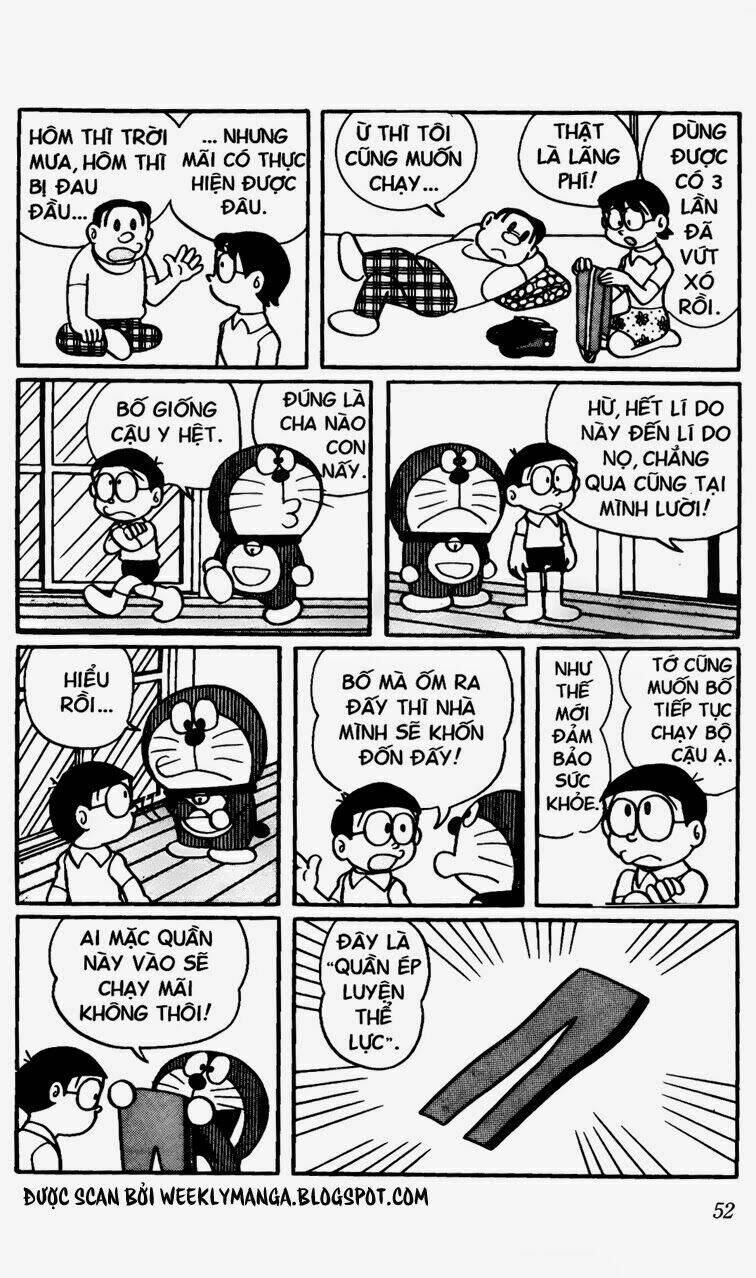 DÙNG
ĐƯỢC
CÓ 3
LẦN
ĐÃ
VỨT
XÓ
RỒI.
THẬT
LÀ LÃNG
PHÍ!
Ừ THÌ TÔI
CŨNG MUỐN
CHẠY...
... NHƯNG
MÃI CÓ THỰC
HIỆN ĐƯỢC
ĐÂU.
HÔM THÌ TRỜI
MƯA, HÔM THÌ
BỊ ĐAU
ĐẦU...
HỪ, HẾT LÍ DO
NÀY ĐẾN LÍ DO
NỌ, CHẲNG
QUA CŨNG TẠI
MÌNH LƯỜI!
ĐÚNG LÀ
CHA NÀO
CON
NẤY.
BỐ GIỐNG
CẬU Y HỆT.
TỚ CŨNG
MUỐN BỐ
TIẾP TỤC
CHẠY BỘ
CẬU Ạ.
NHƯ
THẾ
MỚI
ĐẢM
BẢO
SỨC
KHỎE.
BỐ MÀ ỐM RA
ĐẤY THÌ NHÀ
MÌNH SẼ KHỐN
ĐỐN ĐẤY!
HIỂU
RỒI...
ĐÂY LÀ
"QUẦN ÉP
LUYỆN
THỂ
LỰC".
AI MẶC QUẦN
NÀY VÀO SẼ
CHẠY MÃI
KHÔNG THÔI!
ĐƯỢC SCAN BỞI WEEKLYMANGA.BLOGSPOT.COM
52